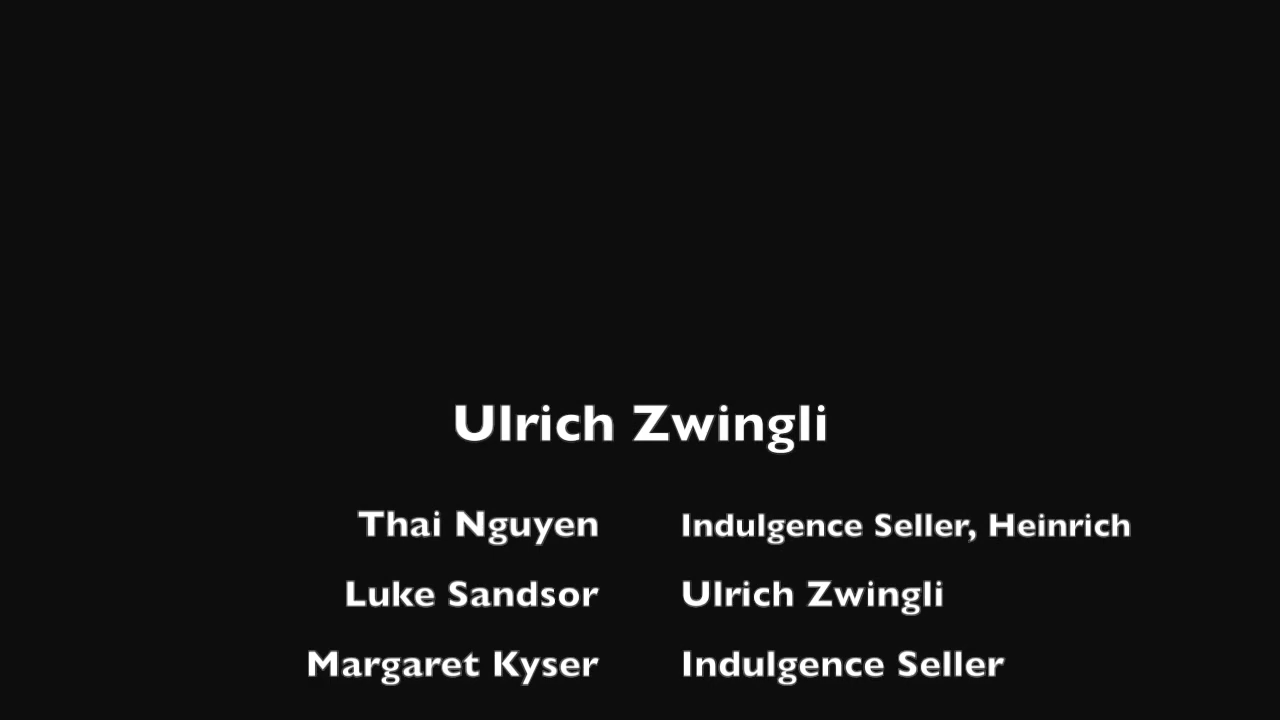 Ulrich Zwingli
Thai Nguyen Indulgence Seller, Heinrich
Luke Sandsor Ulrich Zwingli
Margaret Kyser Indulgence Seller